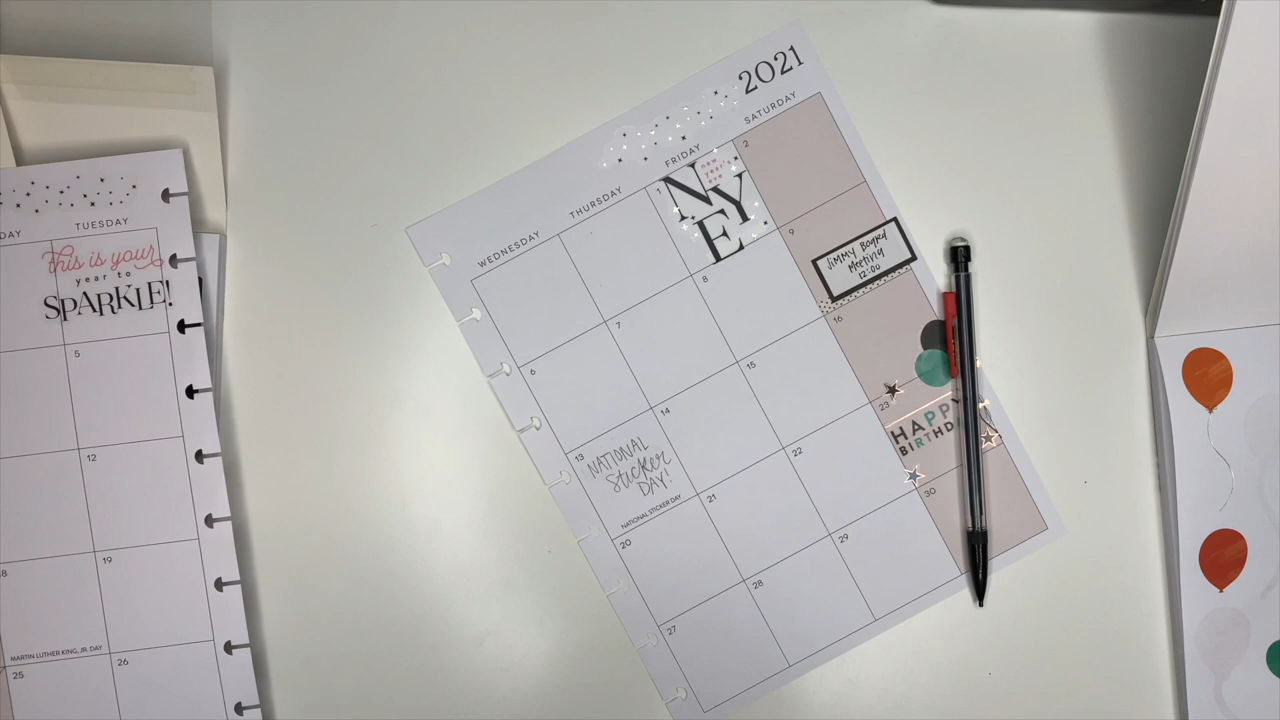 DAY TUESDAY
this is your
year to
SPARKLE!
5
12
19
MARTIN LUTHER KING, JR. DAY
25 26
2021
WEDNESDAY THURSDAY FRIDAY SATURDAY
1 2
new
year's
eve
NYE
6 7 8 9
JIMMY BOARD
MEETING
12:00
13 14 15 16
NATIONAL
Sticker
DAY!
NATIONAL STICKER DAY
20 21 22 23
HAPPY
27 28 29 30